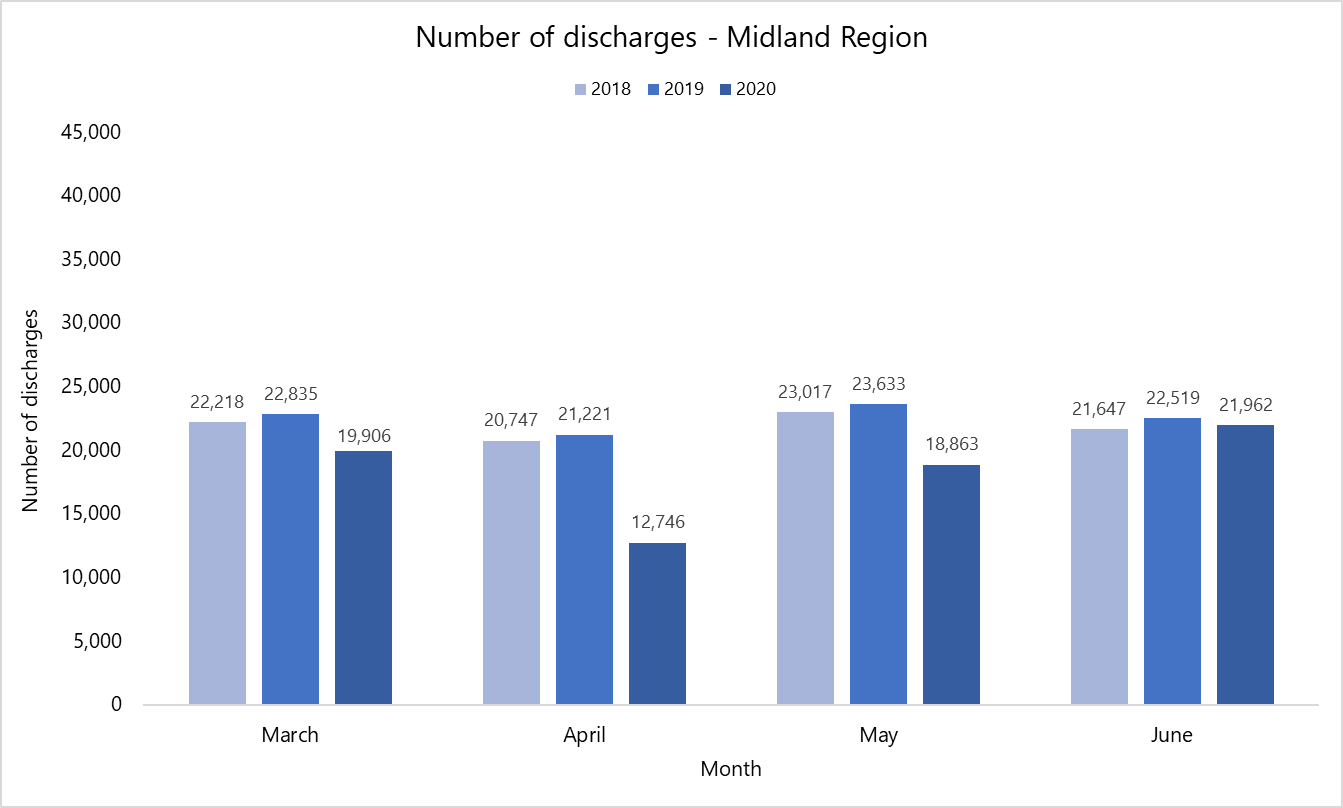 Number of discharges - Midland Region
2018 2019 2020
45,000
40,000
35,000
30,000
25,000
20,000
15,000
10,000
5,000
0
Number of discharges
22,218 22,835 19,906
20,747 21,221 12,746
23,017 23,633 18,863
21,647 22,519 21,962
March April May June
Month